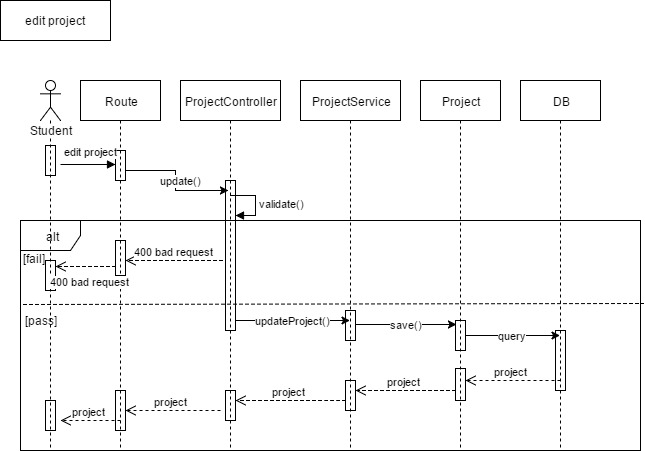 edit project
Route
ProjectController
ProjectService
Project
DB
Student
edit project
update()
validate()
alt
[fail]
400 bad request
400 bad request
[pass]
updateProject()
save()
query
project
project
project
project
project